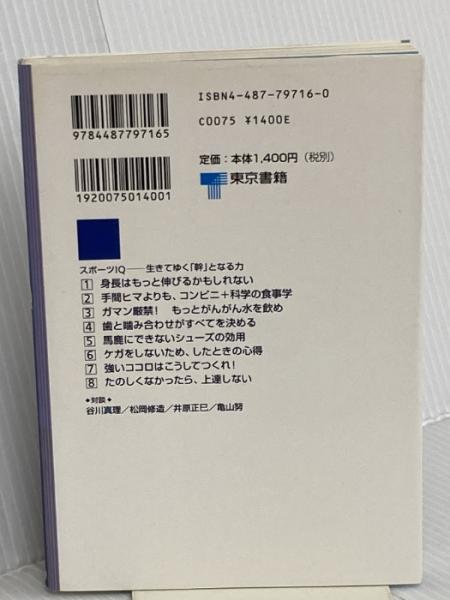 ISBN4-487-79716-0
9784487797165
C0075 ¥1400E
定価：本体1,400円（税別）
東京書籍
1920075014001
スポーツIQ──生きてゆく「幹」となる力
1 身長はもっと伸びるかもしれない
2 手間ヒマよりも、コンビニ+科学の食事学
3 ガマン厳禁！ もっとがんがん水を飲め
4 歯と噛み合わせがすべてを決める
5 馬鹿にできないシューズの効用
6 ケガをしないため、したときの心得
7 強いココロはこうしてつくれ！
8 たのしくなかったら、上達しない
◆対談
谷川真理／松岡修造／井原正巳／亀山努